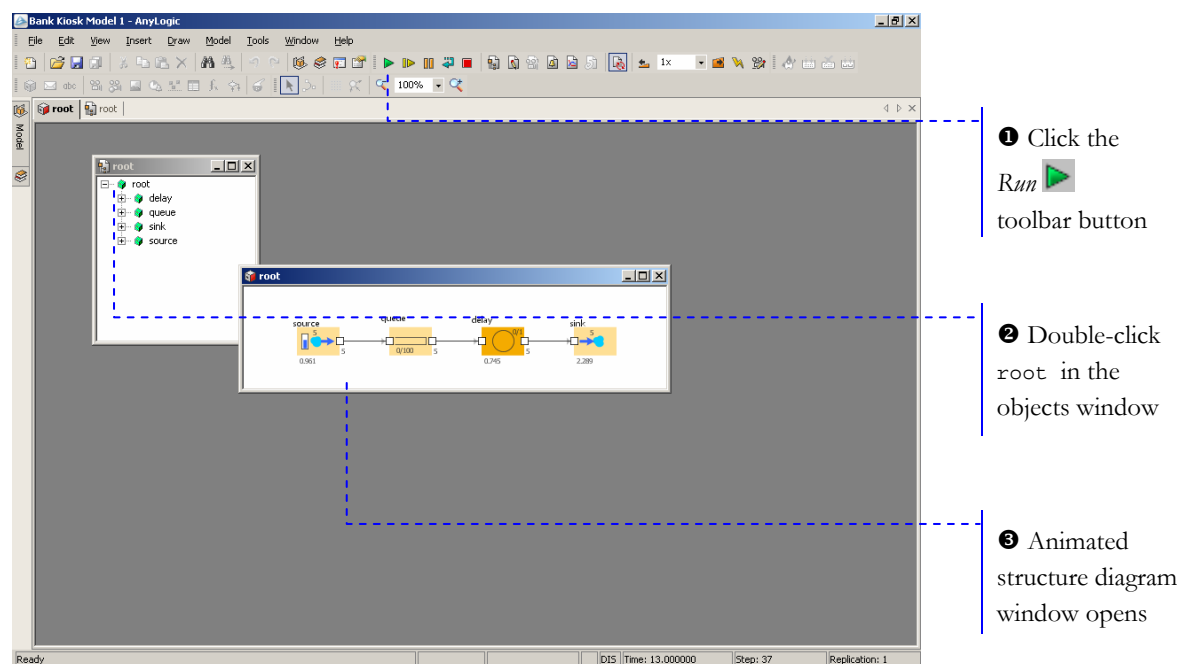 Bank Kiosk Model 1 - AnyLogic
File Edit View Insert Draw Model Tools Window Help
1x
abc 100%
root root
Model
root
root
delay
queue
sink
source
root
source queue delay sink
5 0/1 5
5 0/100 5 5
0.961 0.745 2.289
Ready DIS Time: 13.000000 Step: 37 Replication: 1
❶ Click the
Run
toolbar button
❷ Double-click
root in the
objects window
❸ Animated
structure diagram
window opens